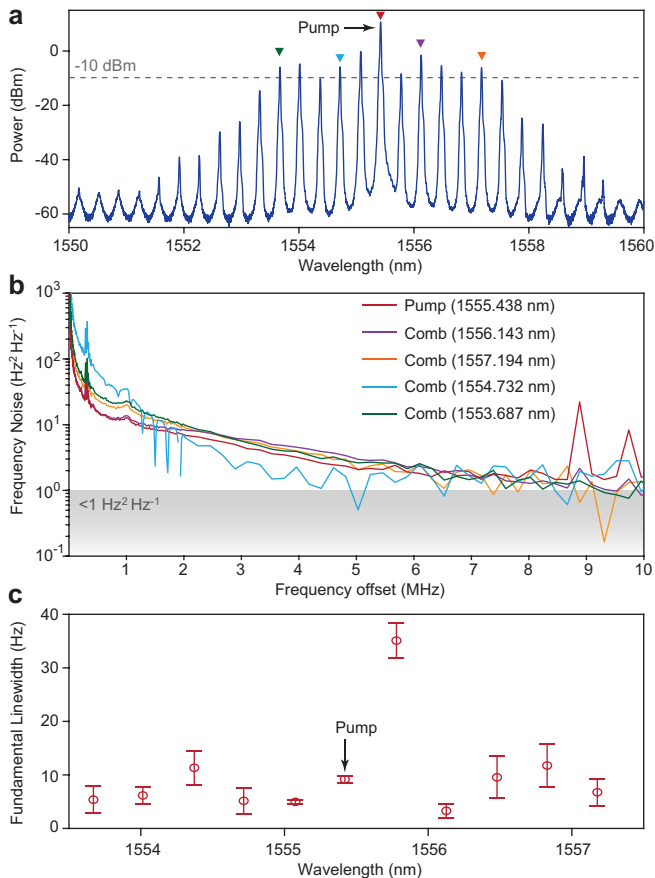 a
Pump
-10 dBm
0
-20
-40
-60
Power (dBm)
1550
1552
1554
1556
1558
1560
Wavelength (nm)
b
10³
10²
10¹
10⁰
10⁻¹
Frequency Noise (Hz² Hz⁻¹)
Pump (1555.438 nm)
Comb (1556.143 nm)
Comb (1557.194 nm)
Comb (1554.732 nm)
Comb (1553.687 nm)
<1 Hz² Hz⁻¹
1
2
3
4
5
6
7
8
9
10
Frequency offset (MHz)
c
40
30
20
10
0
Fundamental Linewidth (Hz)
Pump
1554
1555
1556
1557
Wavelength (nm)